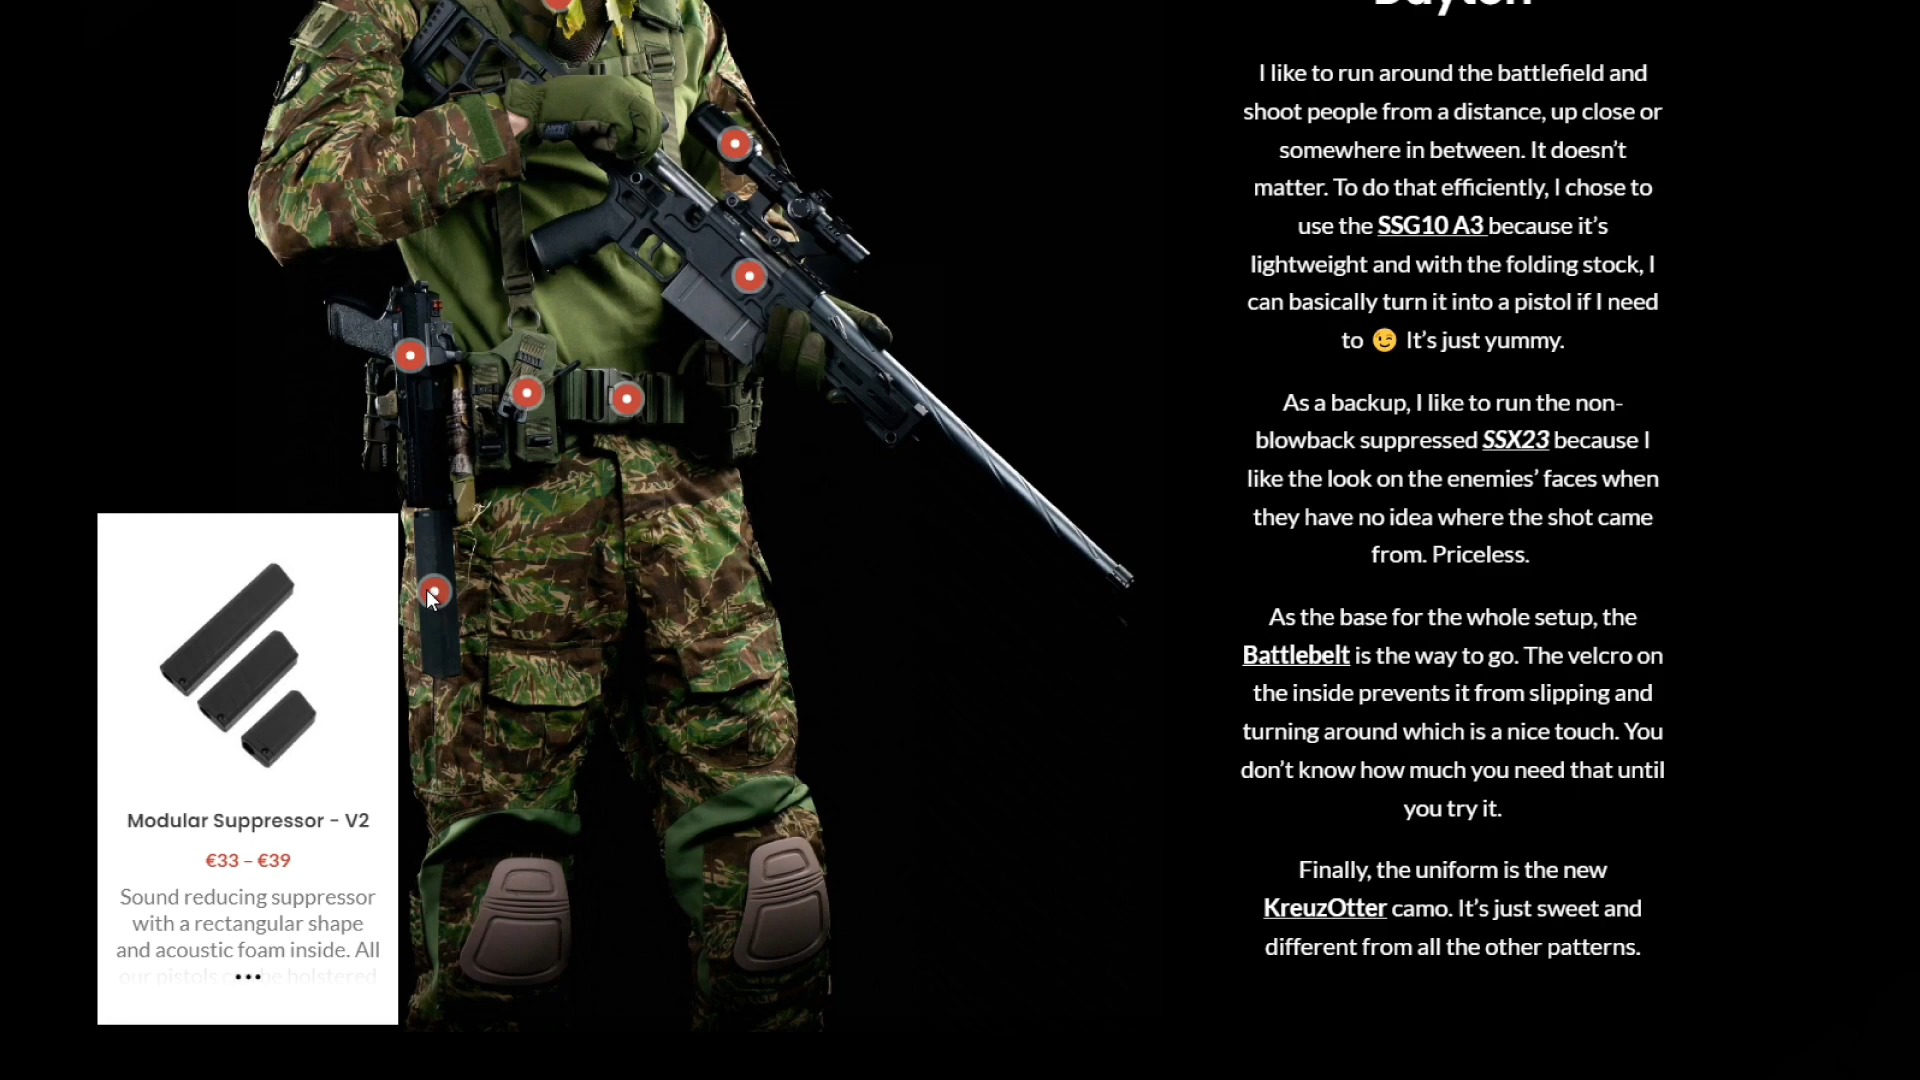 Dayton
I like to run around the battlefield and
shoot people from a distance, up close or
somewhere in between. It doesn’t
matter. To do that efficiently, I chose to
use the SSG10 A3 because it’s
lightweight and with the folding stock, I
can basically turn it into a pistol if I need
to 😉 It’s just yummy.
As a backup, I like to run the non-
blowback suppressed SSX23 because I
like the look on the enemies’ faces when
they have no idea where the shot came
from. Priceless.
As the base for the whole setup, the
Battlebelt is the way to go. The velcro on
the inside prevents it from slipping and
turning around which is a nice touch. You
don’t know how much you need that until
you try it.
Finally, the uniform is the new
KreuzOtter camo. It’s just sweet and
different from all the other patterns.
Modular Suppressor - V2
€33 – €39
Sound reducing suppressor
with a rectangular shape
and acoustic foam inside. All
our pistols ••• be holstered